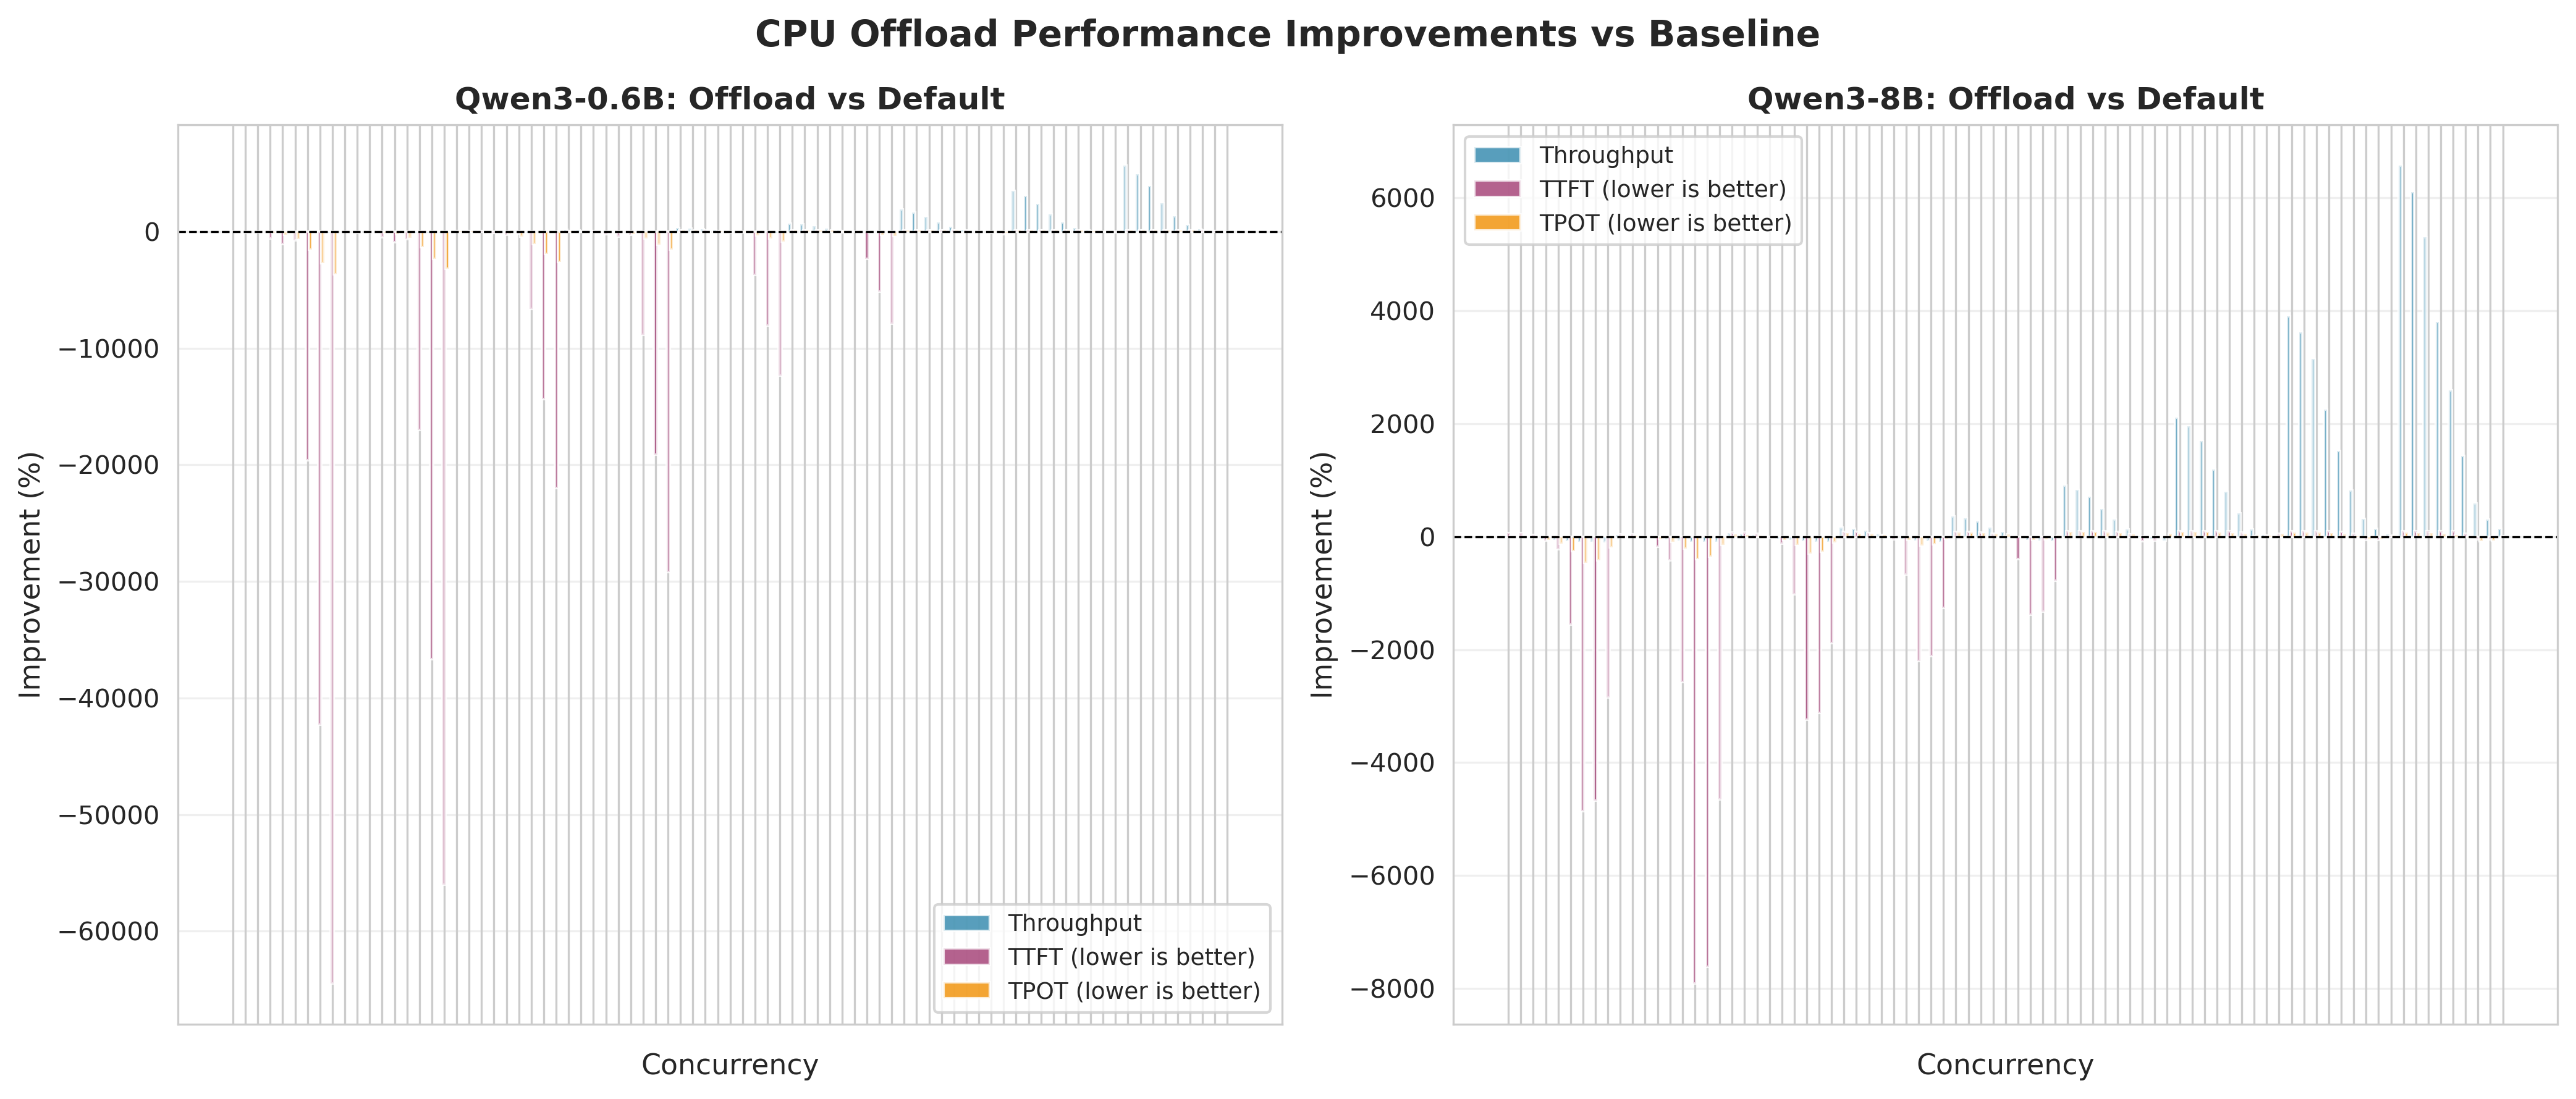 CPU Offload Performance Improvements vs Baseline
Qwen3-0.6B: Offload vs Default
Improvement (%)
0
−10000
−20000
−30000
−40000
−50000
−60000
Throughput
TTFT (lower is better)
TPOT (lower is better)
Concurrency
Qwen3-8B: Offload vs Default
Improvement (%)
6000
4000
2000
0
−2000
−4000
−6000
−8000
Throughput
TTFT (lower is better)
TPOT (lower is better)
Concurrency